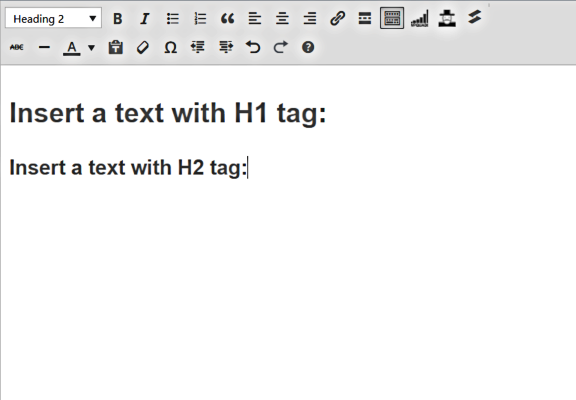 Heading 2
B I
ABC A Ω
Insert a text with H1 tag:
Insert a text with H2 tag: